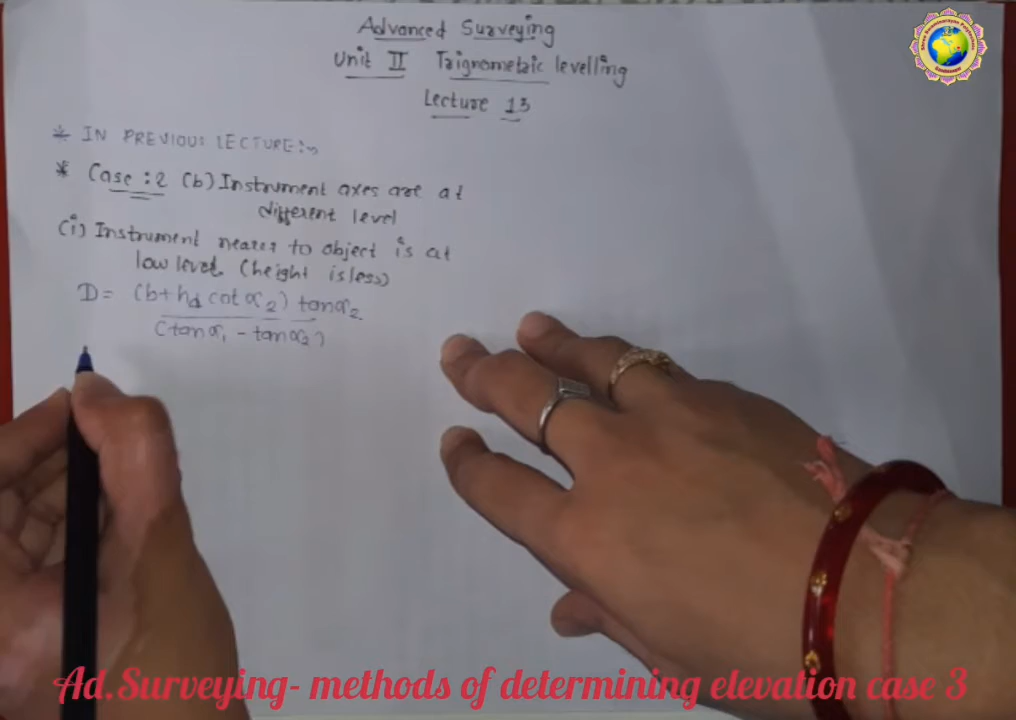 Advanced Surveying
Unit II Trignometric levelling
Lecture 13
* IN PREVIOUS LECTURE:~
* Case : 2 (b) Instrument axes are at
different level
(i) Instrument nearer to object is at
low level. (height is less)
D = (b + hd cot α2) tan α2
(tan α1 - tan α2)
Ad.Surveying- methods of determining elevation case 3